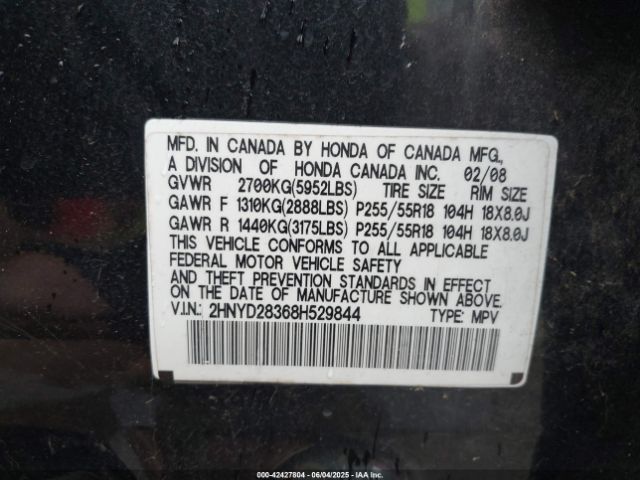 MFD. IN CANADA BY HONDA OF CANADA MFG.,
A DIVISION OF HONDA CANADA INC. 02/08
GVWR 2700KG(5952LBS) TIRE SIZE RIM SIZE
GAWR F 1310KG(2888LBS) P255/55R18 104H 18X8.0J
GAWR R 1440KG(3175LBS) P255/55R18 104H 18X8.0J
THIS VEHICLE CONFORMS TO ALL APPLICABLE
FEDERAL MOTOR VEHICLE SAFETY
AND THEFT PREVENTION STANDARDS IN EFFECT
ON THE DATE OF MANUFACTURE SHOWN ABOVE.
V.I.N.: 2HNYD28368H529844 TYPE: MPV
000-42427804 | 06/04/2025 | IAAI.COM